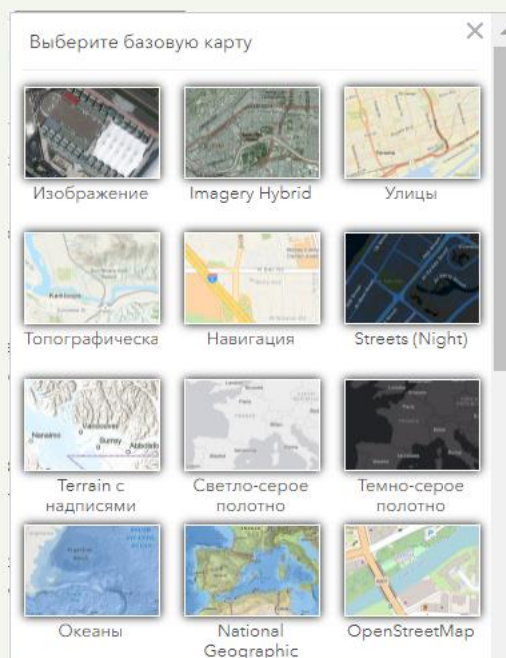 Выберите базовую карту
Изображение
Imagery Hybrid
Улицы
Топографическа
Навигация
Streets (Night)
Terrain с
надписями
Светло-серое
полотно
Темно-серое
полотно
Океаны
National
Geographic
OpenStreetMap